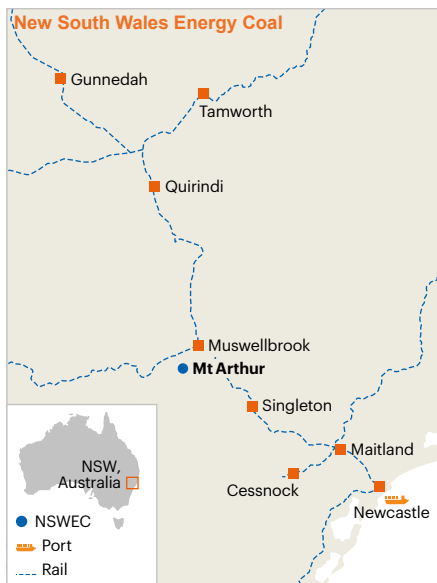 New South Wales Energy Coal
Gunnedah
Tamworth
Quirindi
Muswellbrook
Mt Arthur
Singleton
Maitland
Cessnock
Newcastle
NSW,
Australia
NSWEC
Port
Rail